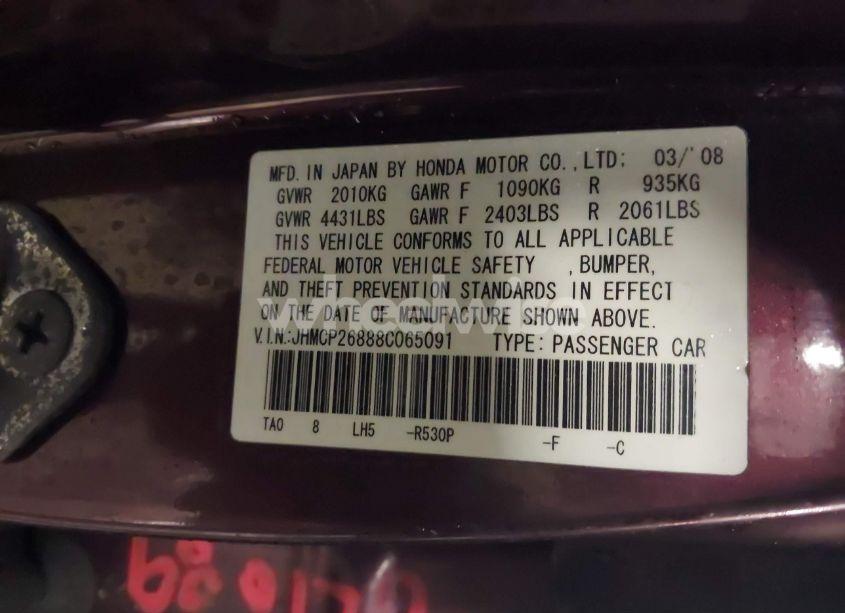 MFD. IN JAPAN BY HONDA MOTOR CO., LTD; 03/'08
GVWR 2010KG GAWR F 1090KG R 935KG
GVWR 4431LBS GAWR F 2403LBS R 2061LBS
THIS VEHICLE CONFORMS TO ALL APPLICABLE
FEDERAL MOTOR VEHICLE SAFETY , BUMPER,
AND THEFT PREVENTION STANDARDS IN EFFECT
ON THE DATE OF MANUFACTURE SHOWN ABOVE.
wheelwise
V.I.N:JHMCP26888C065091 TYPE: PASSENGER CAR
TA0 8 LH5 -R530P -F -C